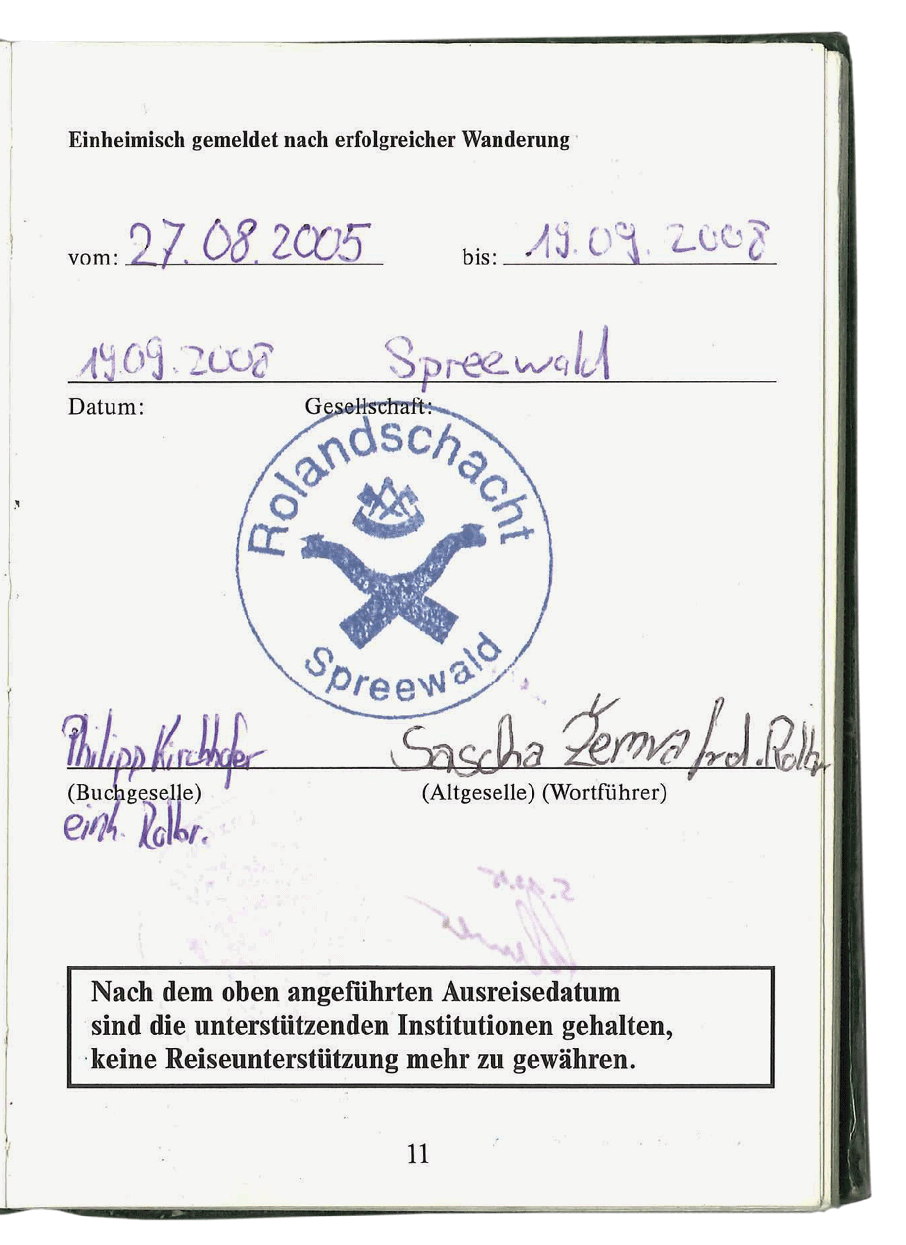 Einheimisch gemeldet nach erfolgreicher Wanderung
vom: 27.08.2005 bis: 19.09.2008
19.09.2008 Spreewald
Datum: Gesellschaft:
Rolandschacht
Spreewald
Philipp Kirchhofer Sascha Žemva frd. Rolbr
(Buchgeselle) (Altgeselle) (Wortführer)
einh. Rolbr.
Nach dem oben angeführten Ausreisedatum
sind die unterstützenden Institutionen gehalten,
keine Reiseunterstützung mehr zu gewähren.
11